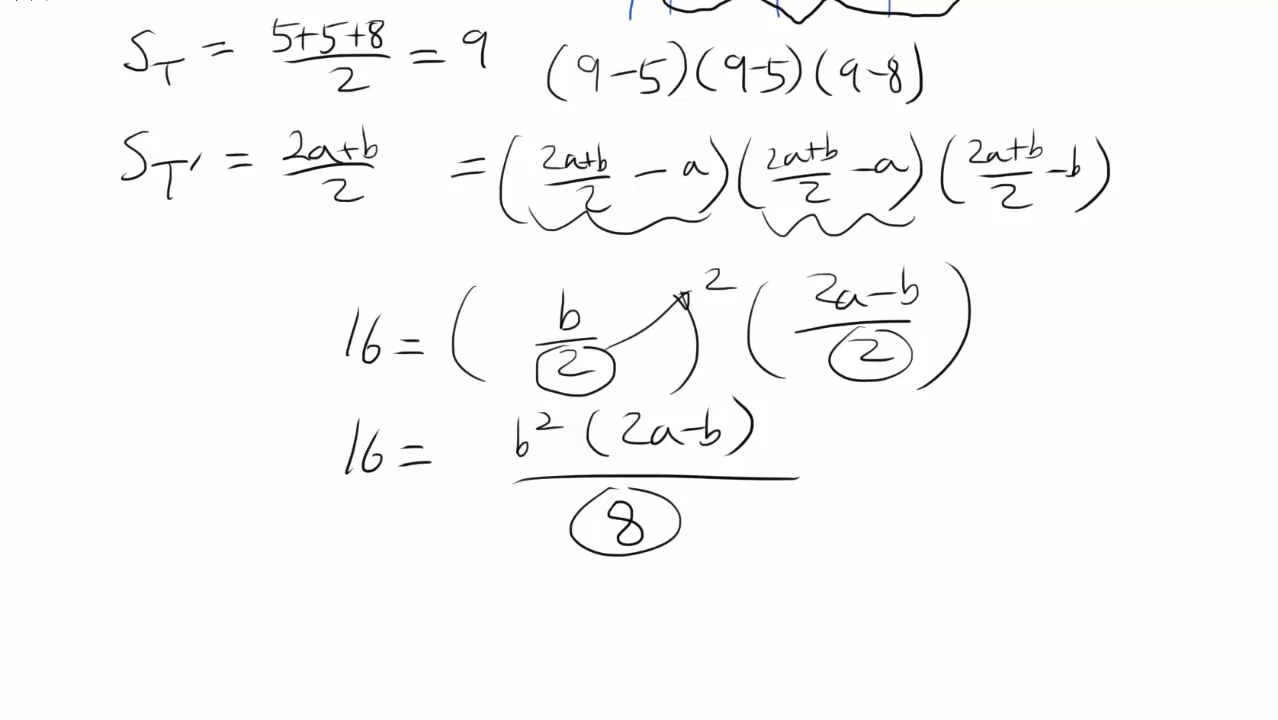 S_T = (5+5+8)/2 = 9 (9-5)(9-5)(9-8)
S_T' = (2a+b)/2 = ((2a+b)/2 - a)((2a+b)/2 - a)((2a+b)/2 - b)
16 = (b/2)² ((2a-b)/2)
16 = b² (2a-b)/8